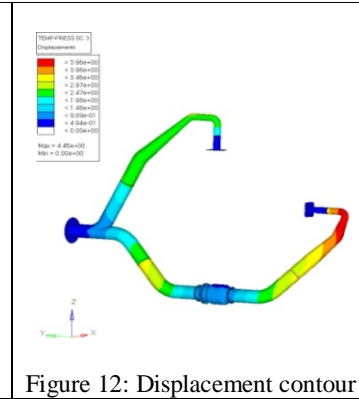 TEMP-PRESS SC 3
Displacements
> 3.96e+00
< 3.96e+00
< 3.46e+00
< 2.97e+00
< 2.47e+00
< 1.98e+00
< 1.48e+00
< 9.89e-01
< 4.94e-01
< 0.00e+00
Max = 4.45e+00
Min = 0.00e+00
Z
Y
X
Figure 12: Displacement contour